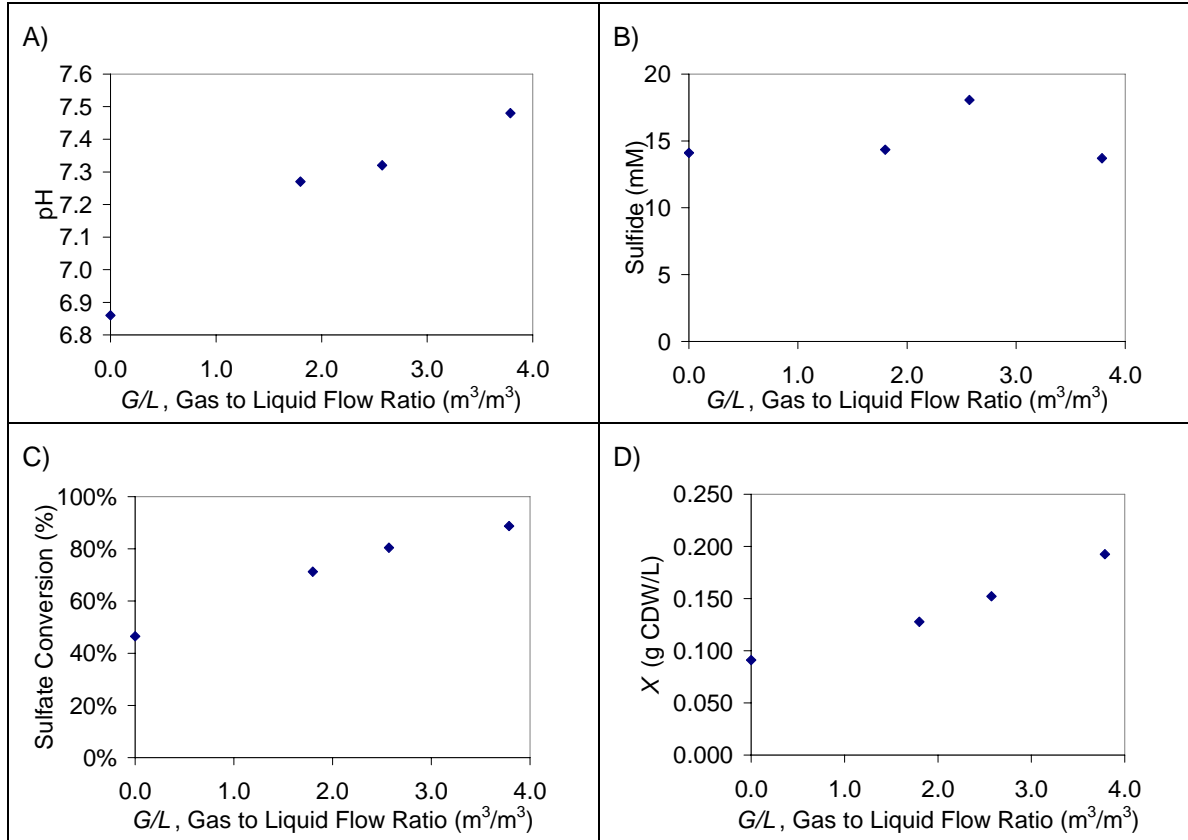 A)
7.6
7.5
7.4
7.3
7.2
7.1
7.0
6.9
6.8
pH
0.0 1.0 2.0 3.0 4.0
G/L , Gas to Liquid Flow Ratio (m³/m³)
B)
20
15
10
5
0
Sulfide (mM)
0.0 1.0 2.0 3.0 4.0
G/L , Gas to Liquid Flow Ratio (m³/m³)
C)
100%
80%
60%
40%
20%
0%
Sulfate Conversion (%)
0.0 1.0 2.0 3.0 4.0
G/L , Gas to Liquid Flow Ratio (m³/m³)
D)
0.250
0.200
0.150
0.100
0.050
0.000
X (g CDW/L)
0.0 1.0 2.0 3.0 4.0
G/L , Gas to Liquid Flow Ratio (m³/m³)